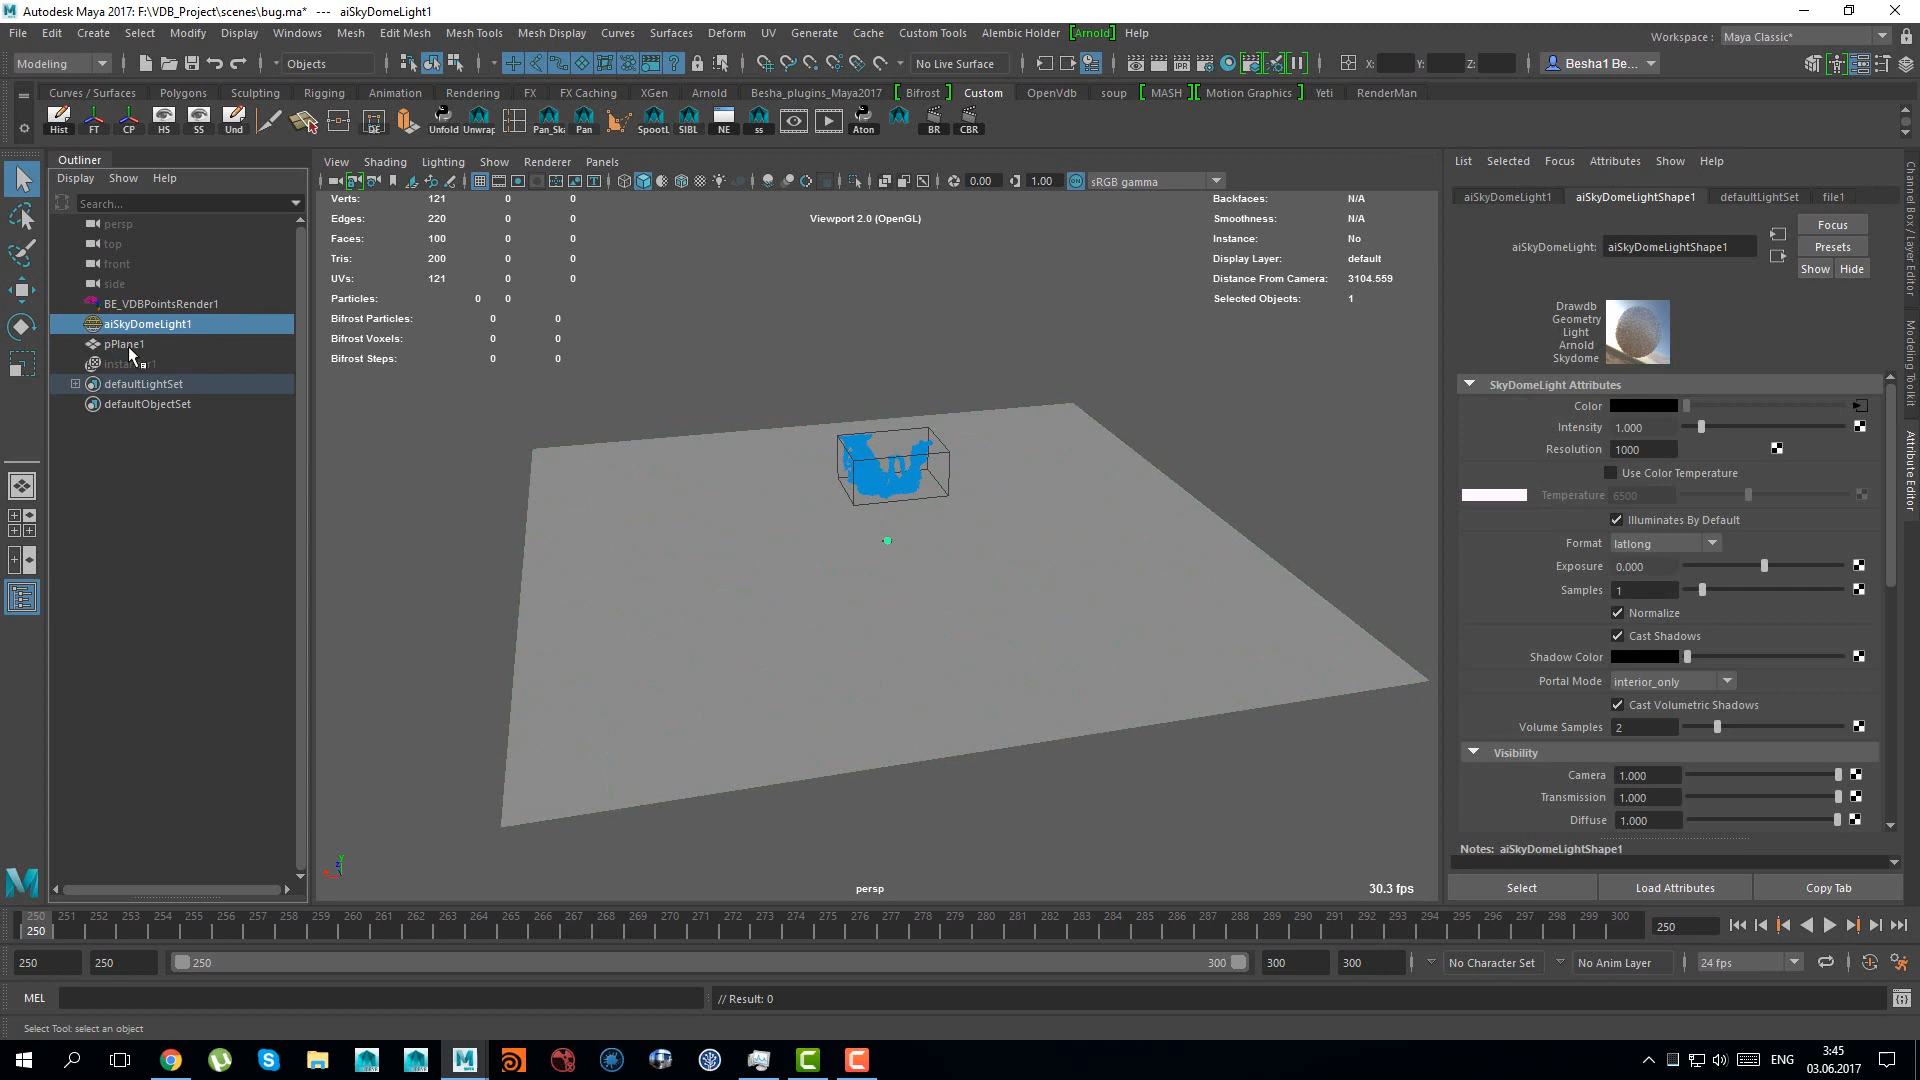 Autodesk Maya 2017: F:\VDB_Project\scenes\bug.ma* --- aiSkyDomeLight1
File Edit Create Select Modify Display Windows Mesh Edit Mesh Mesh Tools Mesh Display Curves Surfaces Deform UV Generate Cache Custom Tools Alembic Holder [Arnold] Help
Workspace : Maya Classic*
Modeling Objects No Live Surface X: Y: Z: Besha1 Be...
Curves / Surfaces Polygons Sculpting Rigging Animation Rendering FX FX Caching XGen Arnold Besha_plugins_Maya2017 [ Bifrost ] Custom OpenVdb soup [ MASH ] [ Motion Graphics ] Yeti RenderMan
Hist FT CP HS SS Und DE Unfold Unwrap Pan_Sk Pan SpootL SIBL NE ss Aton BR CBR
Outliner
Display Show Help
Search...
persp
top
front
side
BE_VDBPointsRender1
aiSkyDomeLight1
pPlane1
defaultLightSet
defaultObjectSet
View Shading Lighting Show Renderer Panels
0.00 1.00 ON sRGB gamma
Verts: 121 0 0
Edges: 220 0 0
Faces: 100 0 0
Tris: 200 0 0
UVs: 121 0 0
Particles: 0 0
Bifrost Particles: 0 0
Bifrost Voxels: 0 0
Bifrost Steps: 0 0
Viewport 2.0 (OpenGL)
Backfaces: N/A
Smoothness: N/A
Instance: No
Display Layer: default
Distance From Camera: 3104.559
Selected Objects: 1
persp
30.3 fps
List Selected Focus Attributes Show Help
aiSkyDomeLight1 aiSkyDomeLightShape1 defaultLightSet file1
Focus
aiSkyDomeLight: aiSkyDomeLightShape1
Presets
Show Hide
Drawdb
Geometry
Light
Arnold
Skydome
SkyDomeLight Attributes
Color
Intensity 1.000
Resolution 1000
Use Color Temperature
Temperature 6500
Illuminates By Default
Format latlong
Exposure 0.000
Samples 1
Normalize
Cast Shadows
Shadow Color
Portal Mode interior_only
Cast Volumetric Shadows
Volume Samples 2
Visibility
Camera 1.000
Transmission 1.000
Diffuse 1.000
Notes: aiSkyDomeLightShape1
Select Load Attributes Copy Tab
Channel Box / Layer Editor
Modeling Toolkit
Attribute Editor
250 251 252 253 254 255 256 257 258 259 260 261 262 263 264 265 266 267 268 269 270 271 272 273 274 275 276 277 278 279 280 281 282 283 284 285 286 287 288 289 290 291 292 293 294 295 296 297 298 299 300
250 250
250 250 250 300 300 300 No Character Set No Anim Layer 24 fps
MEL // Result: 0
Select Tool: select an object
ENG 3:45
03.06.2017